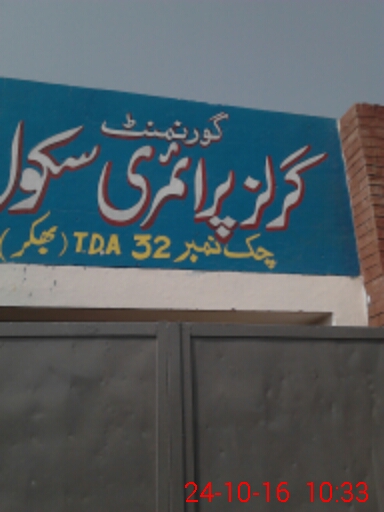 گورنمنٹ
گرلز پرائمری سکول
چک نمبر 32 T.D.A (بھکر)
24-10-16 10:33